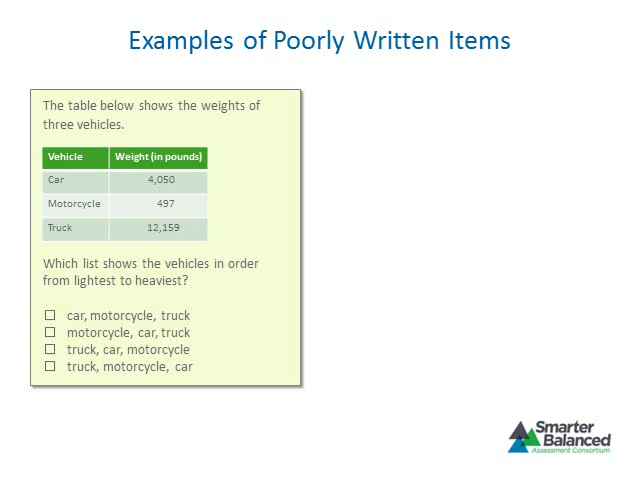 Examples of Poorly Written Items
The table below shows the weights of
three vehicles.
Vehicle Weight (in pounds)
Car 4,050
Motorcycle 497
Truck 12,159
Which list shows the vehicles in order
from lightest to heaviest?
car, motorcycle, truck
motorcycle, car, truck
truck, car, motorcycle
truck, motorcycle, car
Smarter
Balanced
Assessment Consortium